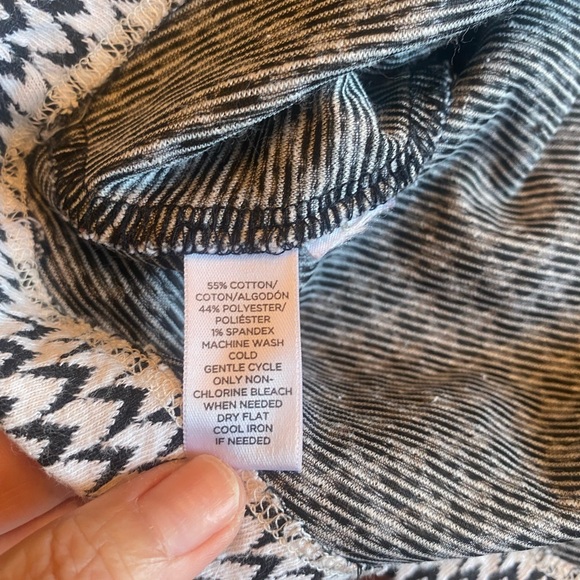 55% COTTON/
COTON/ALGODÓN
44% POLYESTER/
POLIÉSTER
1% SPANDEX
MACHINE WASH
COLD
GENTLE CYCLE
ONLY NON-
CHLORINE BLEACH
WHEN NEEDED
DRY FLAT
COOL IRON
IF NEEDED